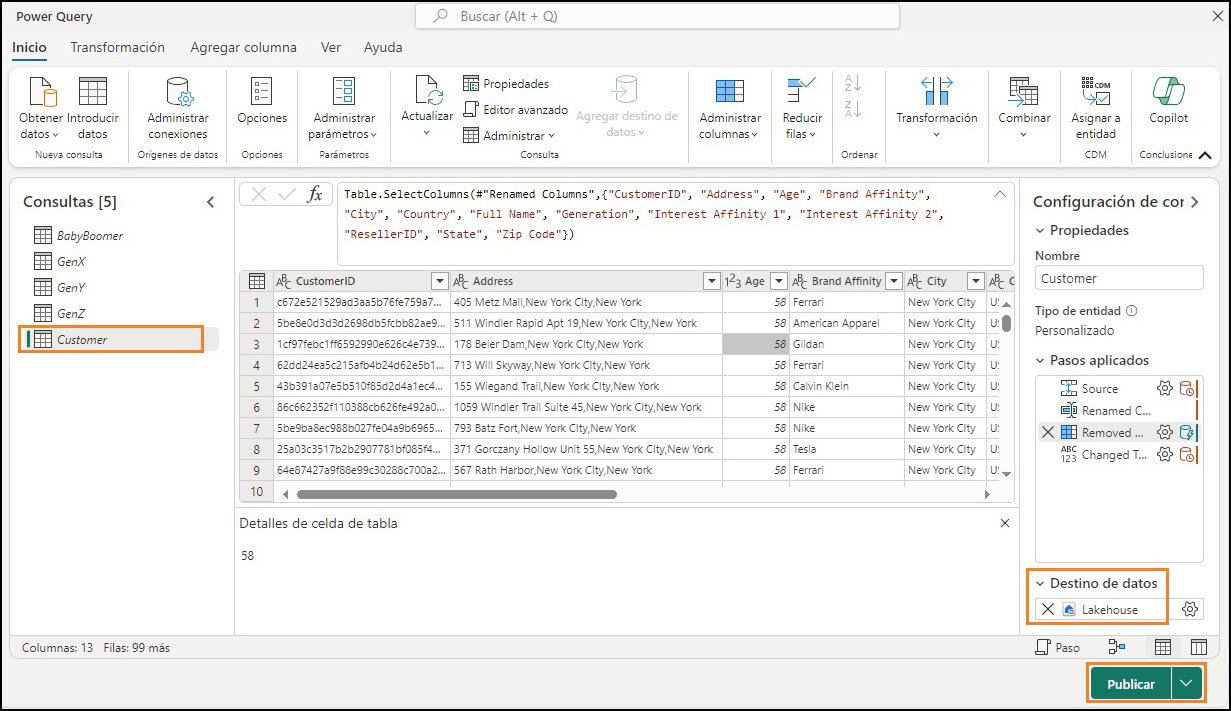 Power Query
Buscar (Alt + Q)
Inicio Transformación Agregar columna Ver Ayuda
Obtener datos
Introducir datos
Nueva consulta
Administrar conexiones
Orígenes de datos
Opciones
Opciones
Administrar parámetros
Parámetros
Actualizar
Propiedades
Editor avanzado
Administrar
Agregar destino de datos
Consulta
Administrar columnas
Reducir filas
Ordenar
Transformación
Combinar
CDM
Asignar a entidad
CDM
Copilot
Conclusione
Consultas [5]
BabyBoomer
GenX
GenY
GenZ
Customer
fx
Table.SelectColumns(#"Renamed Columns",{"CustomerID", "Address", "Age", "Brand Affinity",
"City", "Country", "Full Name", "Generation", "Interest Affinity 1", "Interest Affinity 2",
"ResellerID", "State", "Zip Code"})
CustomerID Address Age Brand Affinity City C
1 c672e521529ad3aa5b76fe759a7... 405 Metz Mall,New York City,New York 58 Ferrari New York City U
2 5be8e0d3d3d2698db5fcbb82ae9... 511 Windler Rapid Apt 19,New York City,New York 58 American Apparel New York City U
3 1cf97febc1ff6592990e626c4e739... 178 Beier Dam,New York City,New York 58 Gildan New York City U
4 62dd24ea5c215afb4b24d62e5b1... 713 Will Skyway,New York City,New York 58 Ferrari New York City U
5 43b391a07e5b510f85d2d4a1ec4... 155 Wiegand Trail,New York City,New York 58 Calvin Klein New York City U
6 86c662352f110388cb626fe492a0... 1059 Windler Trail Suite 45,New York City,New York 58 Nike New York City U
7 5be9ba8ec988b027fe04a9b6965... 793 Batz Fort,New York City,New York 58 Nike New York City U
8 25a03c3517b2b2907781bf085f4... 371 Gorczany Hollow Unit 55,New York City,New York 58 Tesla New York City U
9 64e87427a9f88e99c30288c700a2... 567 Rath Harbor,New York City,New York 58 Ferrari New York City U
10
Detalles de celda de tabla
58
Configuración de cor
Propiedades
Nombre
Customer
Tipo de entidad
Personalizado
Pasos aplicados
Source
Renamed C...
Removed ...
Changed T...
Destino de datos
Lakehouse
Columnas: 13 Filas: 99 más
Paso
Publicar